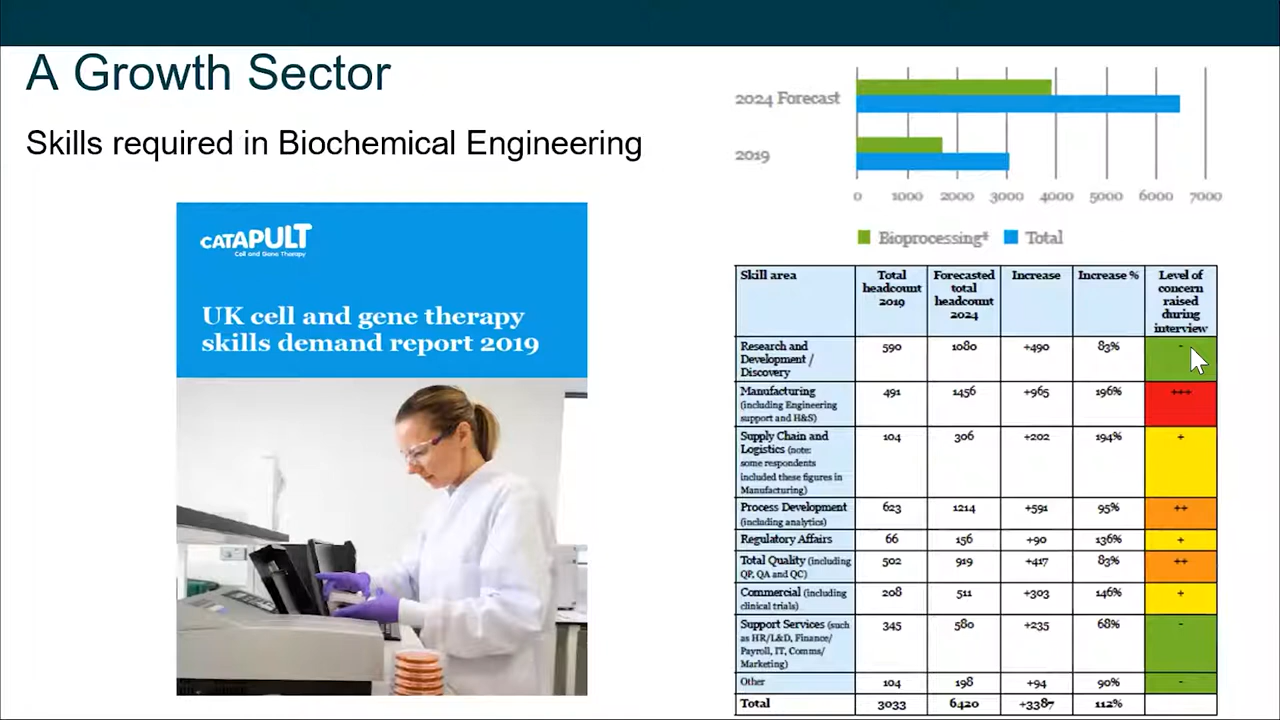 A Growth Sector
Skills required in Biochemical Engineering
CATAPULT
Cell and Gene Therapy
UK cell and gene therapy
skills demand report 2019
2024 Forecast
2019
0 1000 2000 3000 4000 5000 6000 7000
Bioprocessing‡ Total
Skill area
Total
headcount
2019
Forecasted
total
headcount
2024
Increase
Increase %
Level of
concern
raised
during
interview
Research and
Development /
Discovery
590 1080 +490 83% -
Manufacturing
(including Engineering
support and H&S)
491 1456 +965 196% +++
Supply Chain and
Logistics (note:
some respondents
included these figures in
Manufacturing)
104 306 +202 194% +
Process Development
(including analytics)
623 1214 +591 95% ++
Regulatory Affairs 66 156 +90 136% +
Total Quality (including
QP, QA and QC)
502 919 +417 83% ++
Commercial (including
clinical trials)
208 511 +303 146% +
Support Services (such
as HR/L&D, Finance/
Payroll, IT, Comms/
Marketing)
345 580 +235 68% -
Other 104 198 +94 90% -
Total 3033 6420 +3387 112%